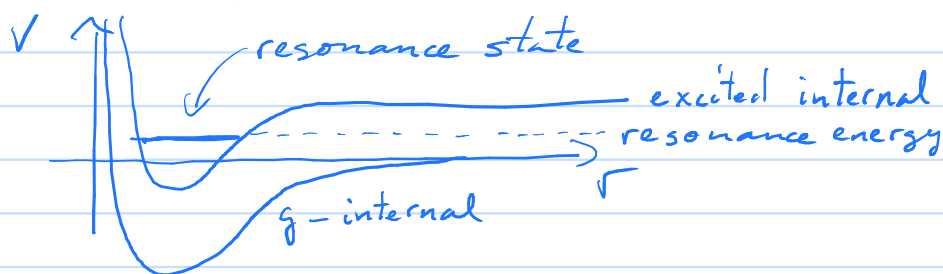 V
resonance state
excited internal
resonance energy
r
g-internal